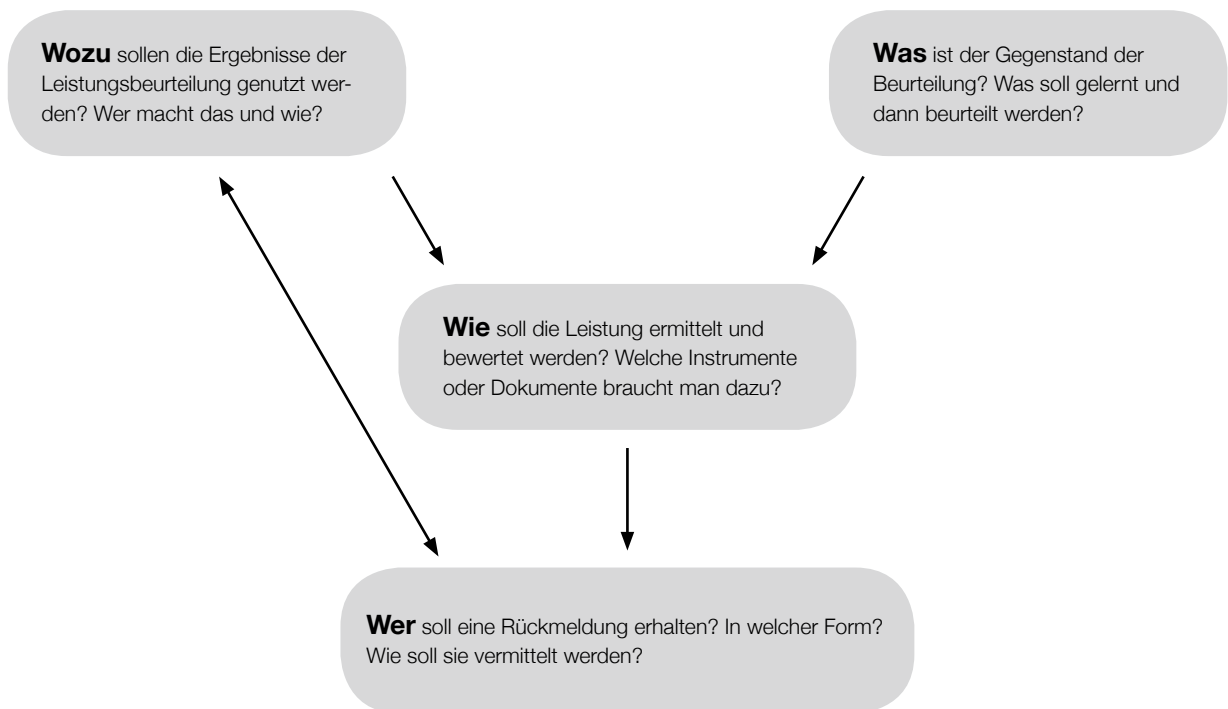 Wozu sollen die Ergebnisse der
Leistungsbeurteilung genutzt wer-
den? Wer macht das und wie?
Was ist der Gegenstand der
Beurteilung? Was soll gelernt und
dann beurteilt werden?
Wie soll die Leistung ermittelt und
bewertet werden? Welche Instrumente
oder Dokumente braucht man dazu?
Wer soll eine Rückmeldung erhalten? In welcher Form?
Wie soll sie vermittelt werden?